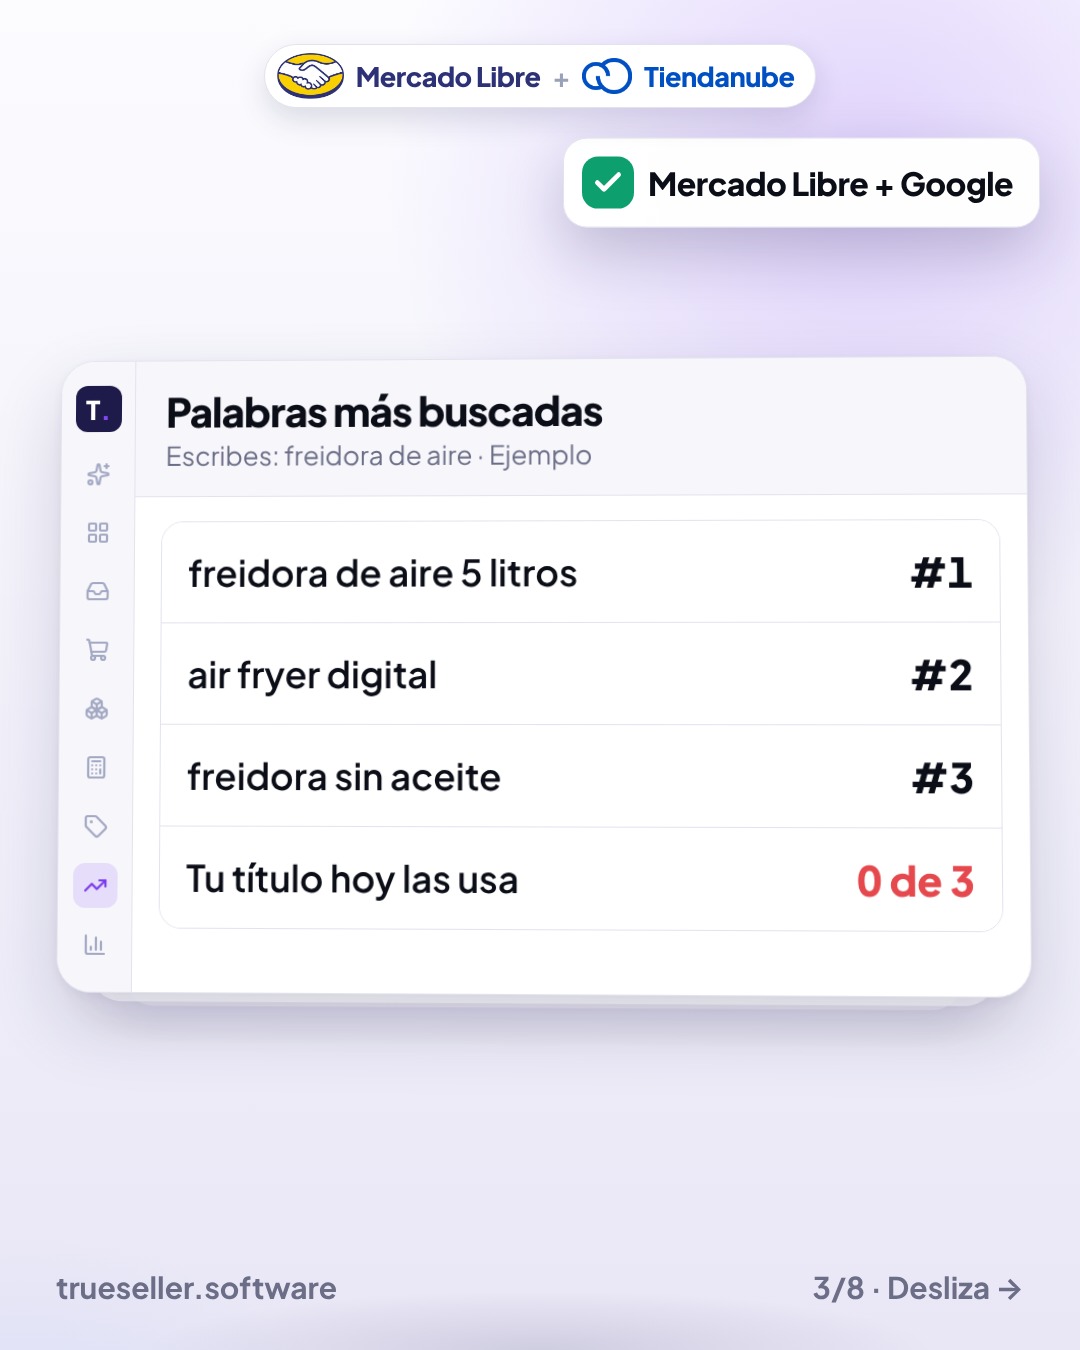 Mercado Libre + Tiendanube
Mercado Libre + Google
T.
Palabras más buscadas
Escribes: freidora de aire · Ejemplo
freidora de aire 5 litros #1
air fryer digital #2
freidora sin aceite #3
Tu título hoy las usa 0 de 3
trueseller.software
3/8 · Desliza →